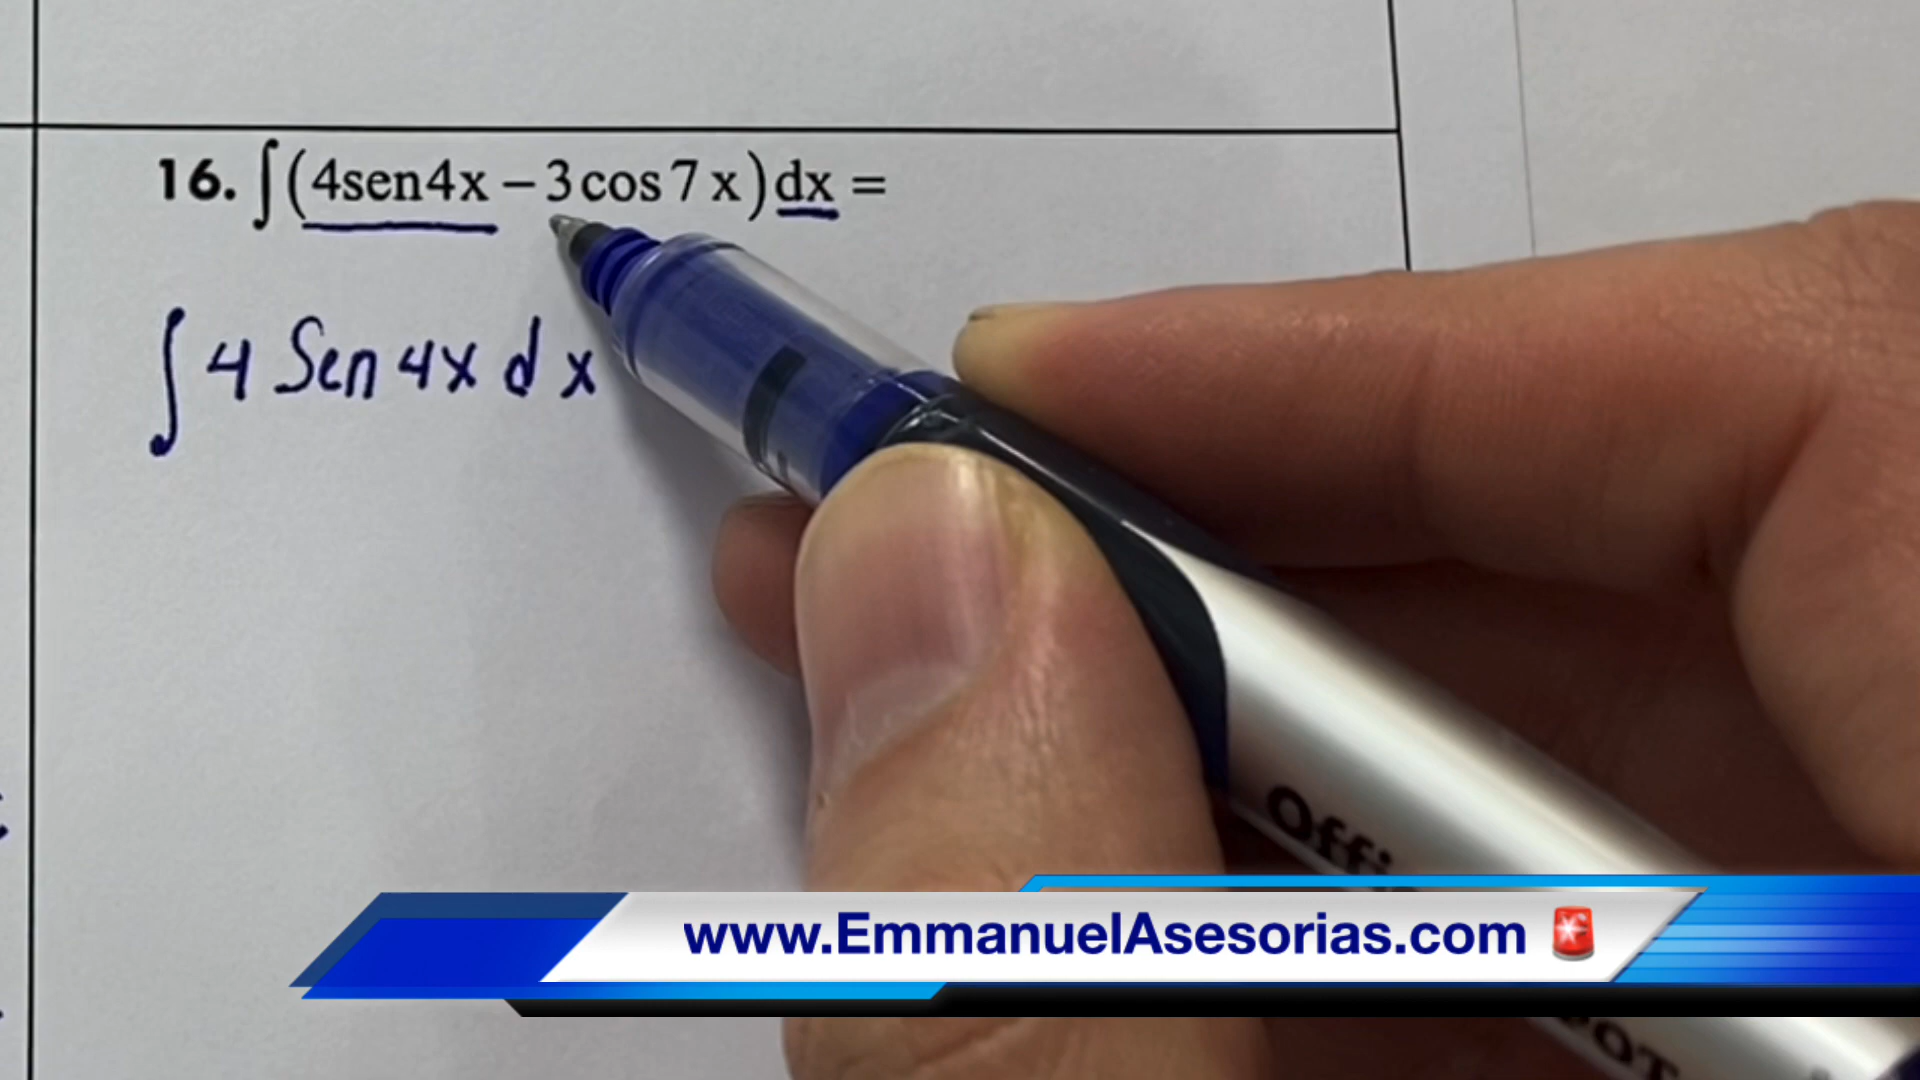 16. ∫(4sen4x – 3cos7x)dx =
∫ 4 Sen 4x dx
www.EmmanuelAsesorias.com